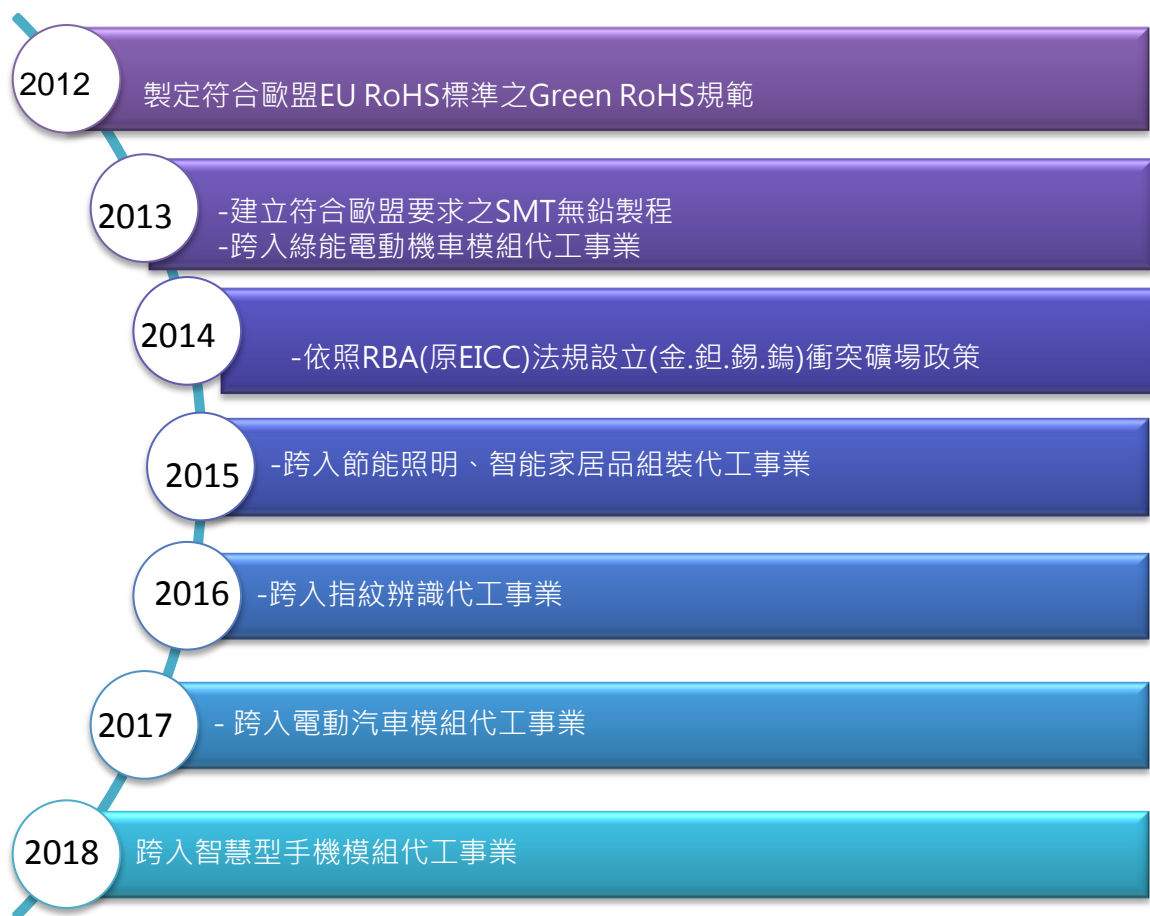 2012
製定符合歐盟EU RoHS標準之Green RoHS規範
2013
-建立符合歐盟要求之SMT無鉛製程
-跨入綠能電動機車模組代工事業
2014
-依照RBA(原EICC)法規設立(金.鉭.錫.鎢)衝突礦場政策
2015
-跨入節能照明、智能家居品組裝代工事業
2016
-跨入指紋辨識代工事業
2017
- 跨入電動汽車模組代工事業
2018
跨入智慧型手機模組代工事業